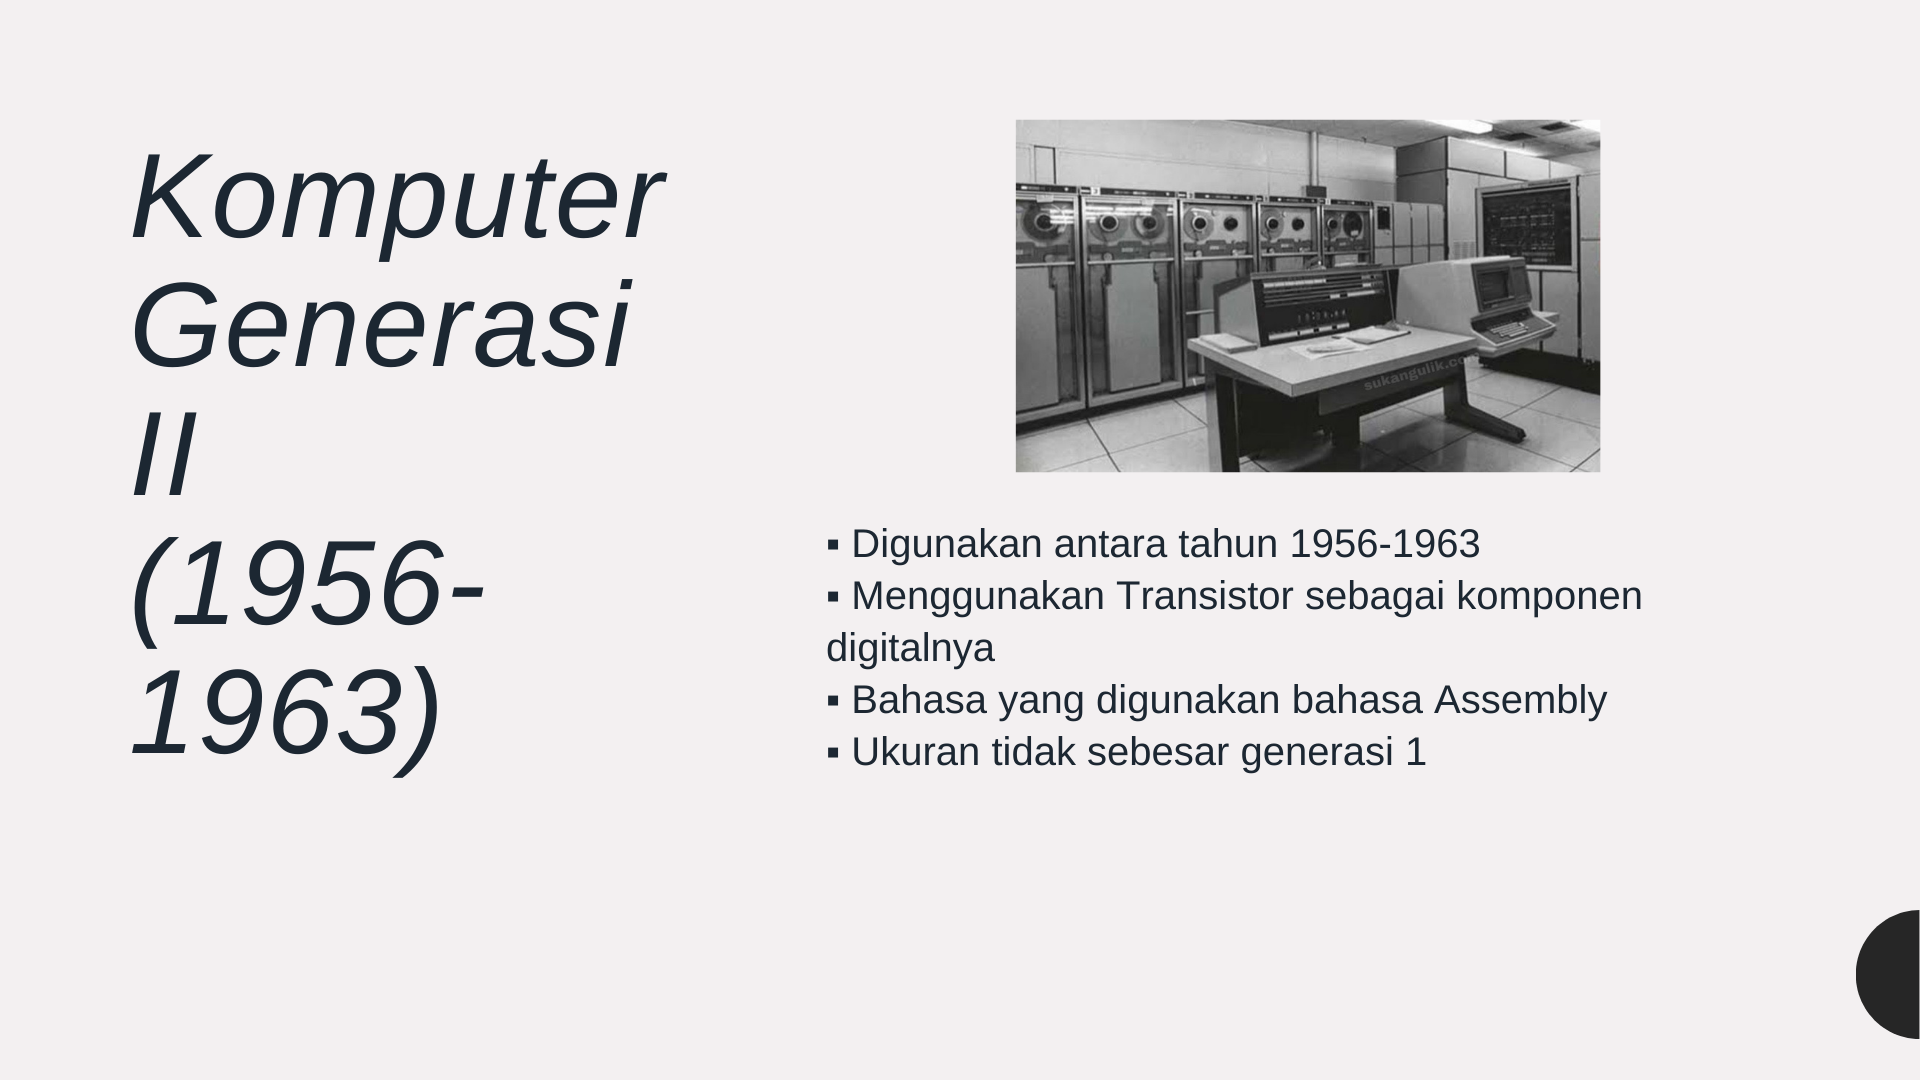 Komputer
Generasi
II
(1956-
1963)
sukangulik.co
▪ Digunakan antara tahun 1956-1963
▪ Menggunakan Transistor sebagai komponen
digitalnya
▪ Bahasa yang digunakan bahasa Assembly
▪ Ukuran tidak sebesar generasi 1